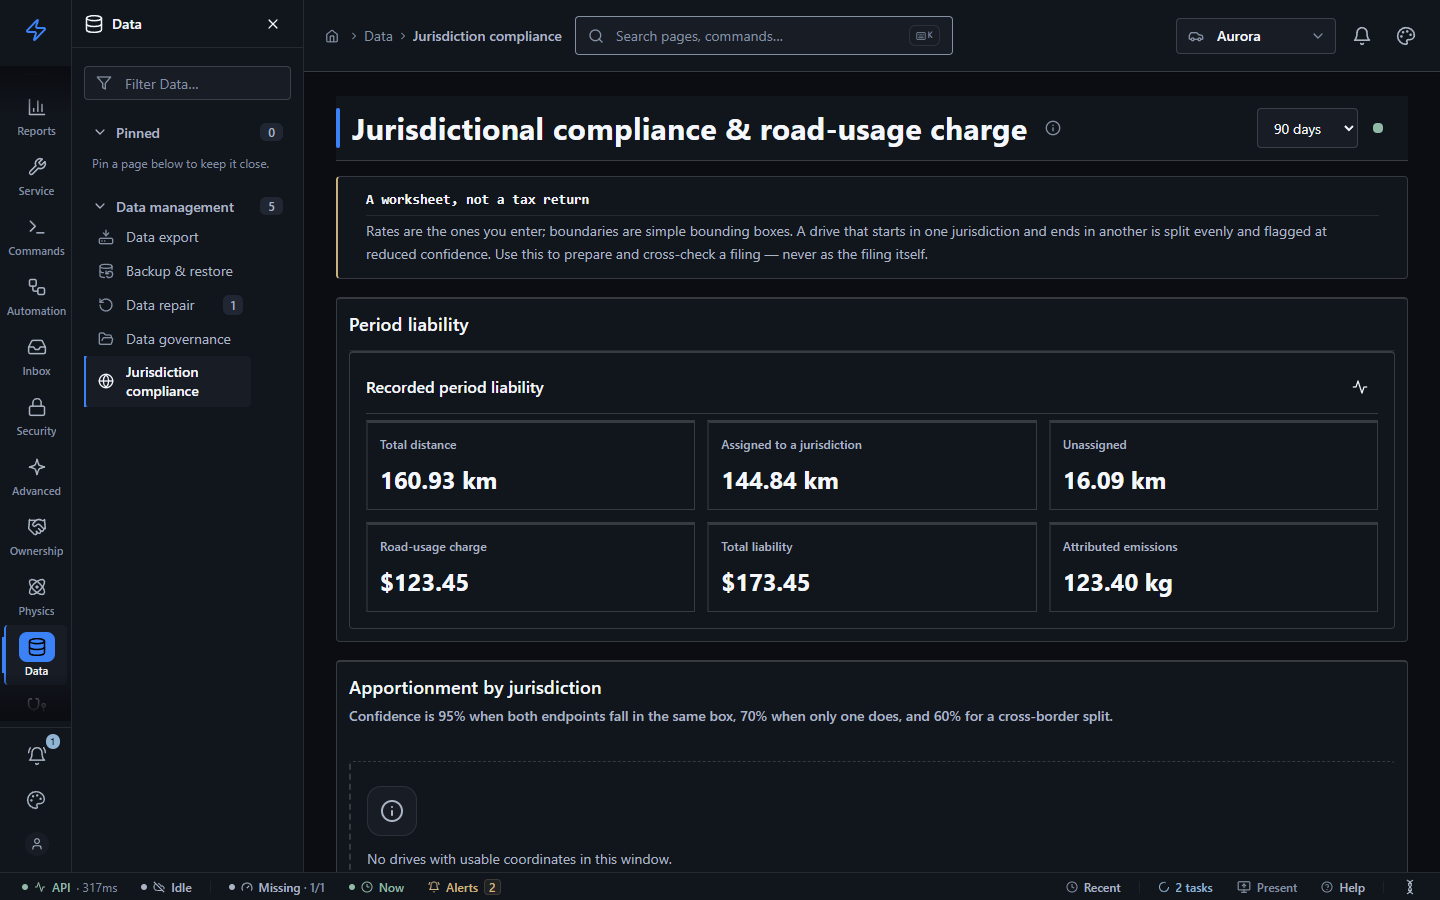 Data
Data
Jurisdiction compliance
Search pages, commands...
K
Aurora
Filter Data...
Pinned
0
Pin a page below to keep it close.
Data management
5
Data export
Backup & restore
Data repair
1
Data governance
Jurisdiction
compliance
Reports
Service
Commands
Automation
Inbox
Security
Advanced
Ownership
Physics
Data
1
Jurisdictional compliance & road-usage charge
90 days
A worksheet, not a tax return
Rates are the ones you enter; boundaries are simple bounding boxes. A drive that starts in one jurisdiction and ends in another is split evenly and flagged at
reduced confidence. Use this to prepare and cross-check a filing — never as the filing itself.
Period liability
Recorded period liability
Total distance
160.93 km
Assigned to a jurisdiction
144.84 km
Unassigned
16.09 km
Road-usage charge
$123.45
Total liability
$173.45
Attributed emissions
123.40 kg
Apportionment by jurisdiction
Confidence is 95% when both endpoints fall in the same box, 70% when only one does, and 60% for a cross-border split.
No drives with usable coordinates in this window.
API · 317ms
Idle
Missing · 1/1
Now
Alerts 2
Recent
2 tasks
Present
Help